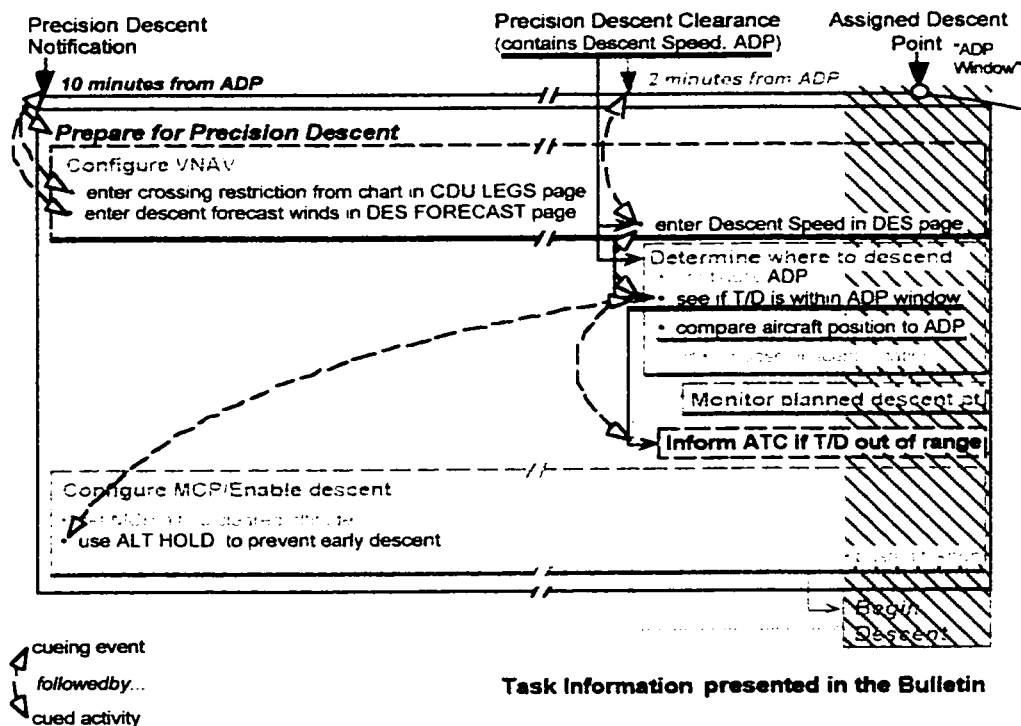 Precision Descent
Notification
Precision Descent Clearance
(contains Descent Speed, ADP)
Assigned Descent
Point
"ADP
Window"
10 minutes from ADP
2 minutes from ADP
Prepare for Precision Descent
Configure VNAV
• enter crossing restriction from chart in CDU LEGS page
• enter descent forecast winds in DES FORECAST page
• enter Descent Speed in DES page
Determine where to descend
ADP
• see if T/D is within ADP window
• compare aircraft position to ADP
Monitor planned descent pt
Inform ATC if T/D out of range
Configure MCP/Enable descent
• use ALT HOLD to prevent early descent
Begin
Descent
cueing event
followedby...
cued activity
Task Information presented in the Bulletin